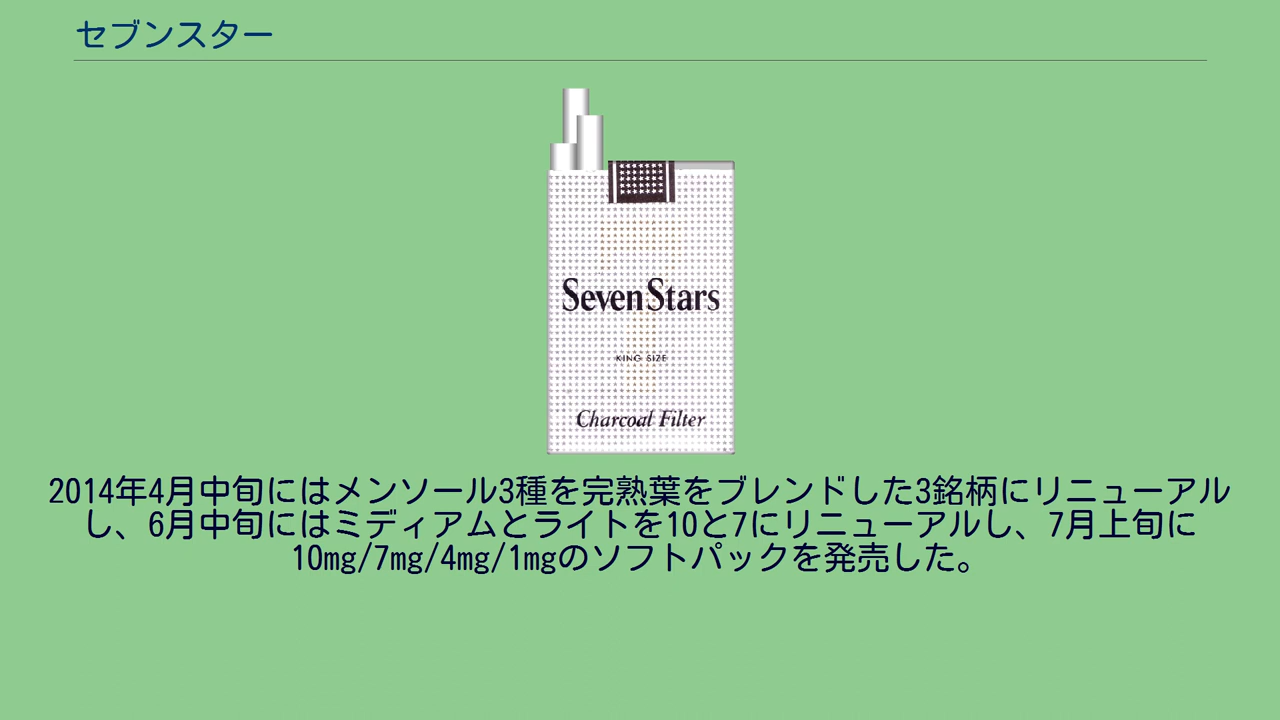 セブンスター
Seven Stars
KING SIZE
Charcoal Filter
2014年4月中旬にはメンソール3種を完熟葉をブレンドした3銘柄にリニューアル
し、6月中旬にはミディアムとライトを10と7にリニューアルし、7月上旬に
10mg/7mg/4mg/1mgのソフトパックを発売した。